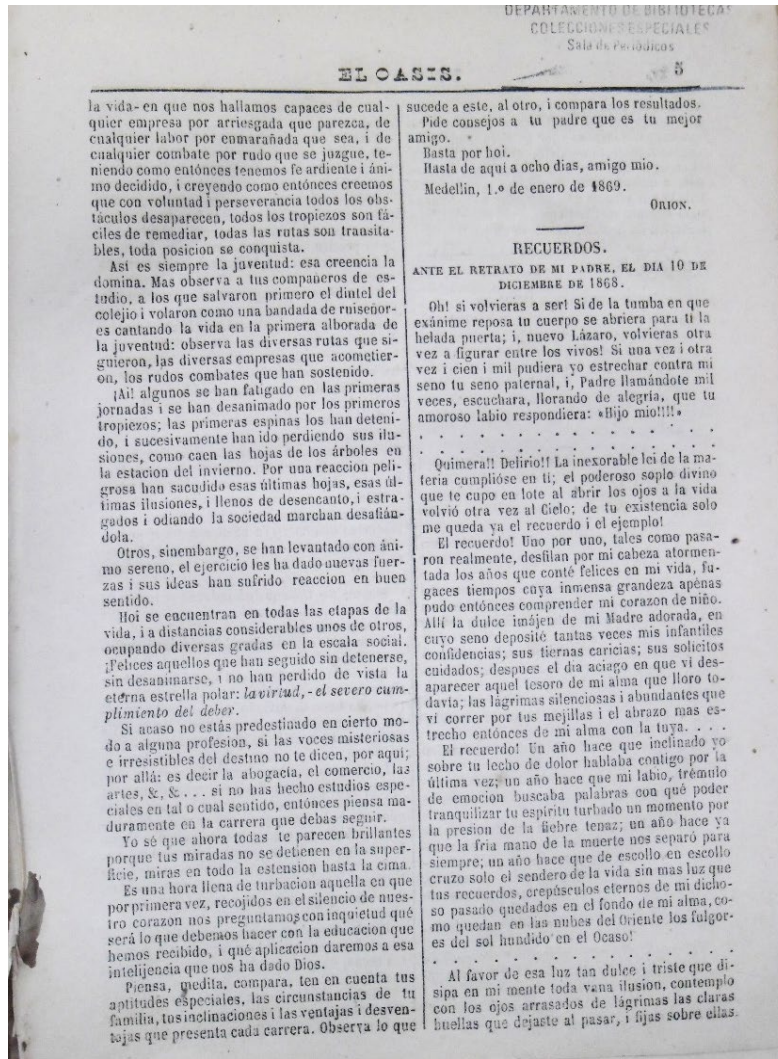 DEPARTAMENTO DE BIBLIOTECAS
COLECCIONES ESPECIALES
Sala de Periódicos
EL OASIS.
5
la vida-en que nos hallamos capaces de cual-
quier empresa por arriesgada que parezca, de
cualquier labor por enmarañada que sea, i de
cualquier combate por rudo que se juzgue, te-
niendo como entónces tenemos fe ardiente i áni-
mo decidido, i creyendo como entónces creemos
que con voluntad i perseverancia todos los obs-
táculos desaparecen, todos los tropiezos son fá-
ciles de remediar, todas las rutas son transita-
bles, toda posicion se conquista.
Así es siempre la juventud: esa creencia la
domina. Mas observa a tus compañeros de es-
tudio, a los que salvaron primero el dintel del
colejio i volaron como una bandada de ruiseñor-
es cantando la vida en la primera alborada de
la juventud: observa las diversas rutas que si-
guieron, las diversas empresas que acometier-
on, los rudos combates que han sostenido.
¡Ai! algunos se han fatigado en las primeras
jornadas i se han desanimado por los primeros
tropiezos; las primeras espinas los han deteni-
do, i sucesivamente han ido perdiendo sus ilu-
siones, como caen las hojas de los árboles en
la estacion del invierno. Por una reaccion peli-
grosa han sacudido esas últimas hojas, esas úl-
timas ilusiones, i llenos de desencanto, i estra-
gados i odiando la sociedad marchan desafián-
dola.
Otros, sinembargo, se han levantado con áni-
mo sereno, el ejercicio les ha dado nuevas fuer-
zas i sus ideas han sufrido reaccion en buen
sentido.
Hoi se encuentran en todas las etapas de la
vida, i a distancias considerables unos de otros,
ocupando diversas gradas en la escala social.
¡Felices aquellos que han seguido sin detenerse,
sin desanimarse, i no han perdido de vista la
eterna estrella polar: la virtud,-el severo cum-
plimiento del deber.
Si acaso no estás predestinado en cierto mo-
do a alguna profesion, si las voces misteriosas
e irresistibles del destino no te dicen, por aquí;
por allá: es decir la abogacía, el comercio, las
artes, &, &... si no has hecho estudios espe-
ciales en tal o cual sentido, entónces piensa ma-
duramente en la carrera que debas seguir.
Yo sé que ahora todas te parecen brillantes
porque tus miradas no se detienen en la super-
ficie, miras en todo la estension hasta la cima.
Es una hora llena de turbacion aquella en que
por primera vez, recojidos en el silencio de nues-
tro corazon nos preguntamos con inquietud qué
será lo que debemos hacer con la educacion que
hemos recibido, i qué aplicacion daremos a esa
intelijencia que nos ha dado Dios.
Piensa, medita, compara, ten en cuenta tus
aptitudes especiales, las circunstancias de tu
familia, tus inclinaciones i las ventajas i desven-
tajas que presenta cada carrera. Observa lo que
sucede a este, al otro, i compara los resultados.
Pide consejos a tu padre que es tu mejor
amigo.
Basta por hoi.
Hasta de aquí a ocho dias, amigo mio.
Medellin, 1.º de enero de 1869.
ORION.
RECUERDOS.
ANTE EL RETRATO DE MI PADRE, EL DIA 10 DE
DICIEMBRE DE 1868.
Oh! si volvieras a ser! Si de la tumba en que
exánime reposa tu cuerpo se abriera para ti la
helada puerta; i, nuevo Lázaro, volvieras otra
vez a figurar entre los vivos! Si una vez i otra
vez i cien i mil pudiera yo estrechar contra mi
seno tu seno paternal, i, Padre llamándote mil
veces, escuchara, llorando de alegría, que tu
amoroso labio respondiera: «Hijo mio!!!!»
. . . . . . . . . . . . . . . .
. . . . . . . . . . . . . . . .
Quimera!! Delirio!! La inexorable lei de la ma-
teria cumplióse en ti; el poderoso soplo divino
que te cupo en lote al abrir los ojos a la vida
volvió otra vez al Cielo; de tu existencia solo
me queda ya el recuerdo i el ejemplo!
El recuerdo! Uno por uno, tales como pasa-
ron realmente, desfilan por mi cabeza atormen-
tada los años que conté felices en mi vida, fu-
gaces tiempos cuya inmensa grandeza apénas
pudo entónces comprender mi corazon de niño.
Allí la dulce imájen de mi Madre adorada, en
cuyo seno deposité tantas veces mis infantiles
confidencias; sus tiernas caricias; sus solícitos
cuidados; despues el dia aciago en que vi des-
aparecer aquel tesoro de mi alma que lloro to-
davía; las lágrimas silenciosas i abundantes que
vi correr por tus mejillas i el abrazo mas es-
trecho entónces de mi alma con la tuya. . . .
El recuerdo! Un año hace que inclinado yo
sobre tu lecho de dolor hablaba contigo por la
última vez; un año hace que mi labio, trémulo
de emocion buscaba palabras con qué poder
tranquilizar tu espíritu turbado un momento por
la presion de la fiebre tenaz; un año hace ya
que la fria mano de la muerte nos separó para
siempre; un año hace que de escollo en escollo
cruzo solo el sendero de la vida sin mas luz que
tus recuerdos, crepúsculos eternos de mi dicho-
so pasado quedados en el fondo de mi alma, co-
mo quedan en las nubes del Oriente los fulgor-
es del sol hundido en el Ocaso!
. . . . . . . . . . . . . . . .
Al favor de esa luz tan dulce i triste que di-
sipa en mi mente toda vana ilusion, contemplo
con los ojos arrasados de lágrimas las claras
huellas que dejaste al pasar, i fijas sobre ellas